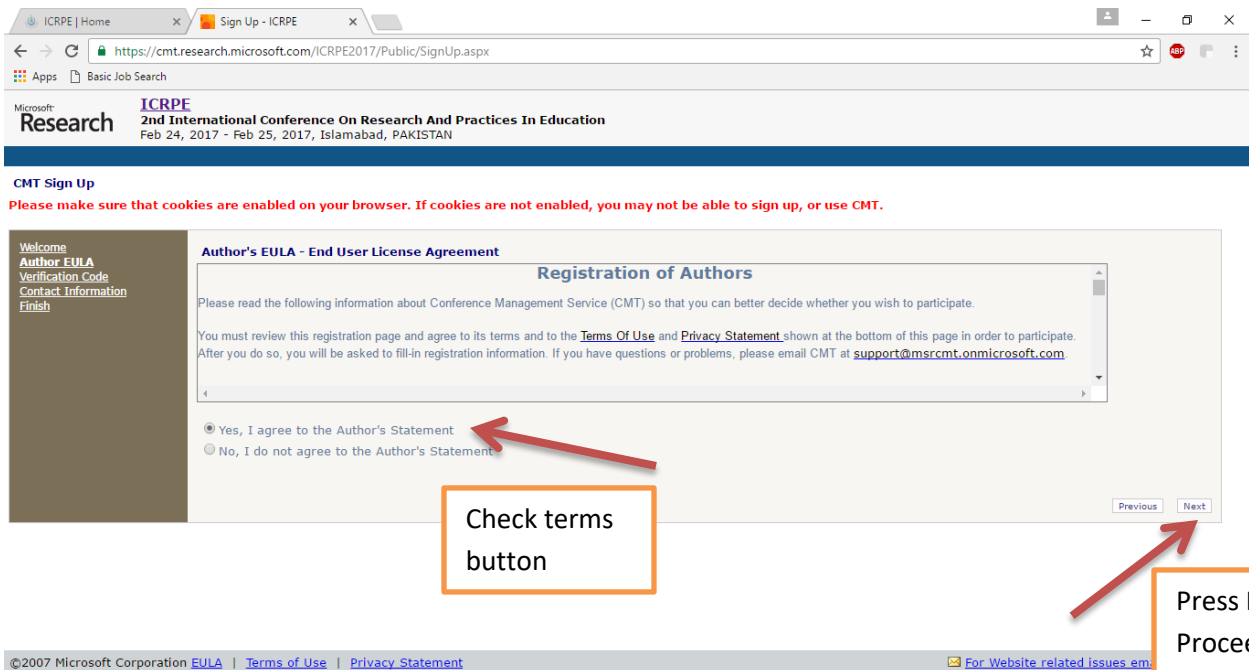 ICRPE | Home
Sign Up - ICRPE
https://cmt.research.microsoft.com/ICRPE2017/Public/SignUp.aspx
ABP
Apps Basic Job Search
Microsoft
Research
ICRPE
2nd International Conference On Research And Practices In Education
Feb 24, 2017 - Feb 25, 2017, Islamabad, PAKISTAN
CMT Sign Up
Please make sure that cookies are enabled on your browser. If cookies are not enabled, you may not be able to sign up, or use CMT.
Welcome
Author EULA
Verification Code
Contact Information
Finish
Author's EULA - End User License Agreement
Registration of Authors
Please read the following information about Conference Management Service (CMT) so that you can better decide whether you wish to participate.
You must review this registration page and agree to its terms and to the Terms Of Use and Privacy Statement shown at the bottom of this page in order to participate.
After you do so, you will be asked to fill-in registration information. If you have questions or problems, please email CMT at support@msrcmt.onmicrosoft.com.
Yes, I agree to the Author's Statement
No, I do not agree to the Author's Statement
Previous Next
Check terms
button
Press
©2007 Microsoft Corporation EULA | Terms of Use | Privacy Statement
For Website related issues